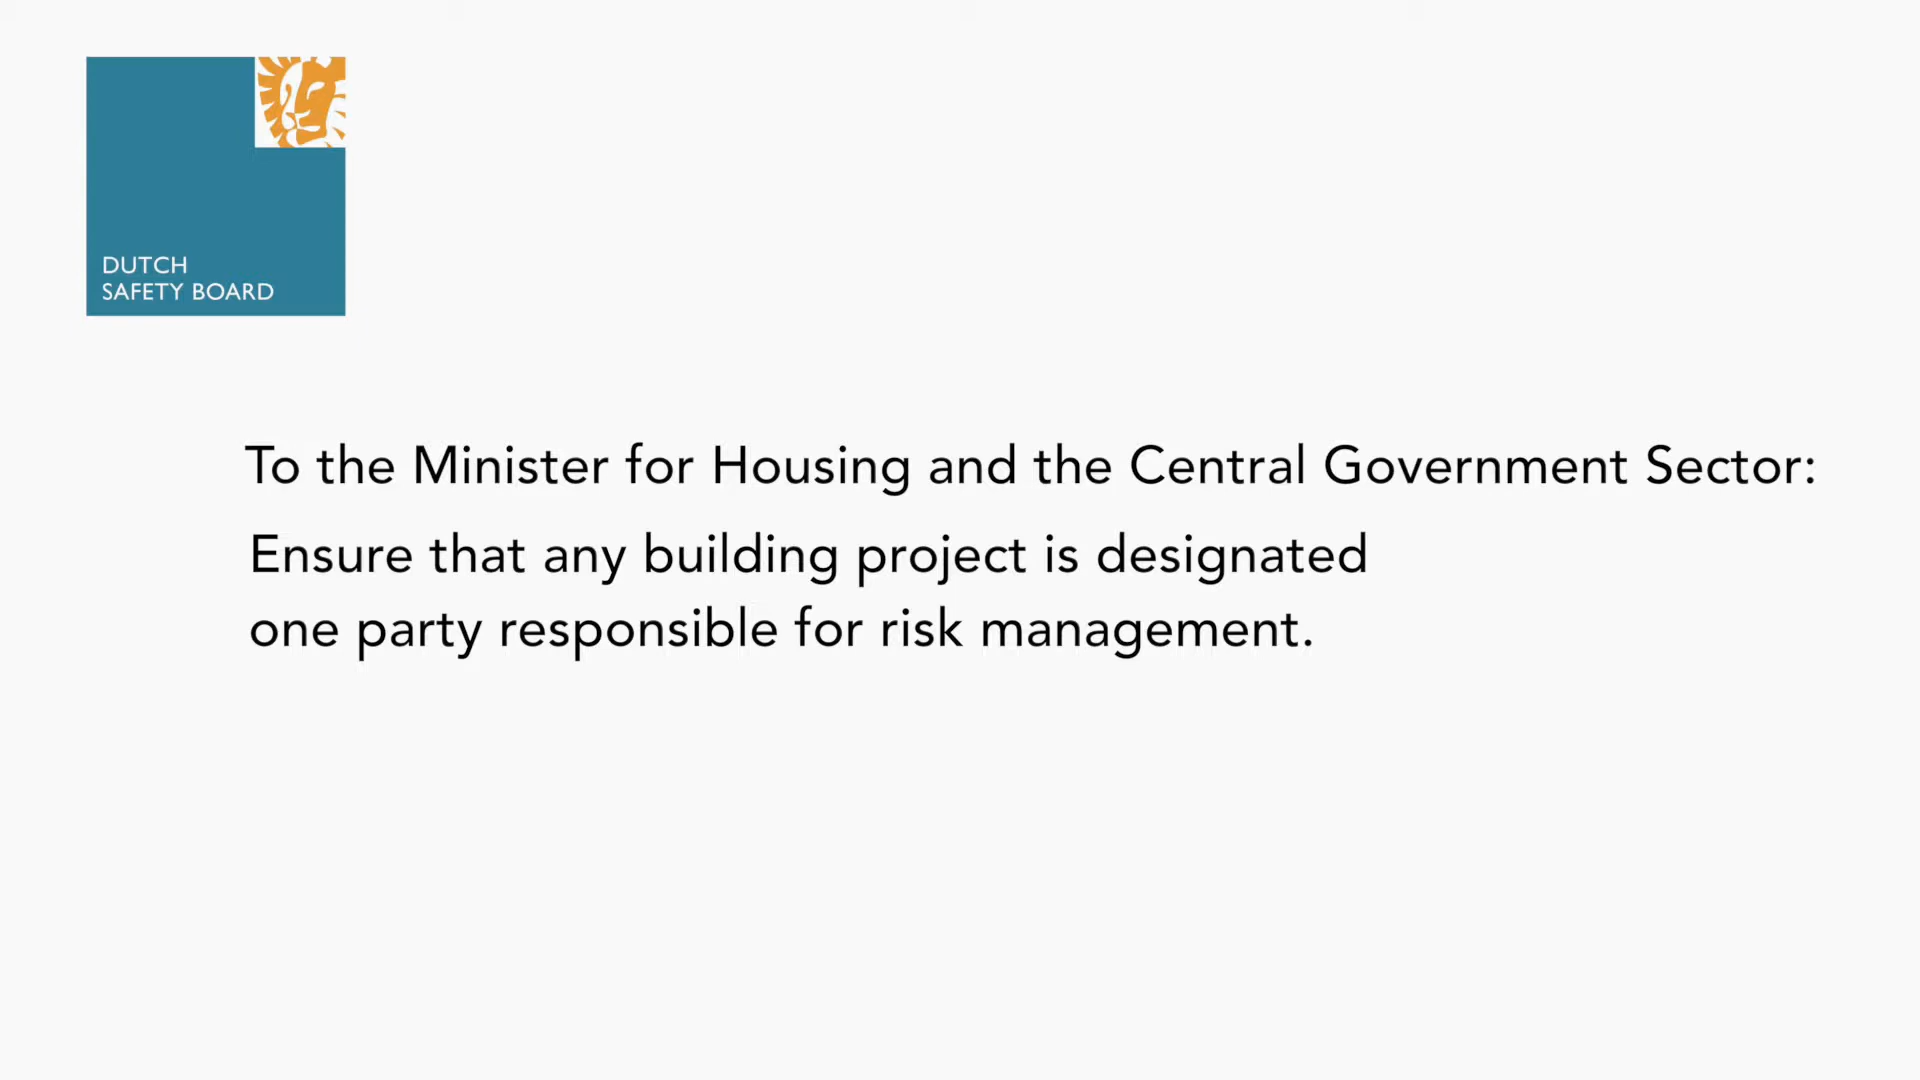 DUTCH
SAFETY BOARD
To the Minister for Housing and the Central Government Sector:
Ensure that any building project is designated
one party responsible for risk management.